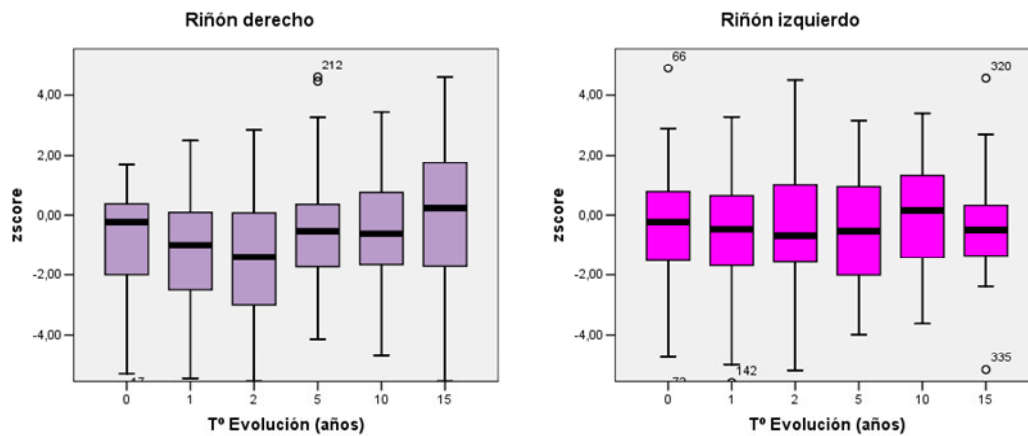 Riñón derecho
212
4,00
2,00
0,00
-2,00
-4,00
zscore
0 1 2 5 10 15
Tº Evolución (años)
Riñón izquierdo
66
320
4,00
2,00
0,00
-2,00
-4,00
zscore
142
335
0 1 2 5 10 15
Tº Evolución (años)